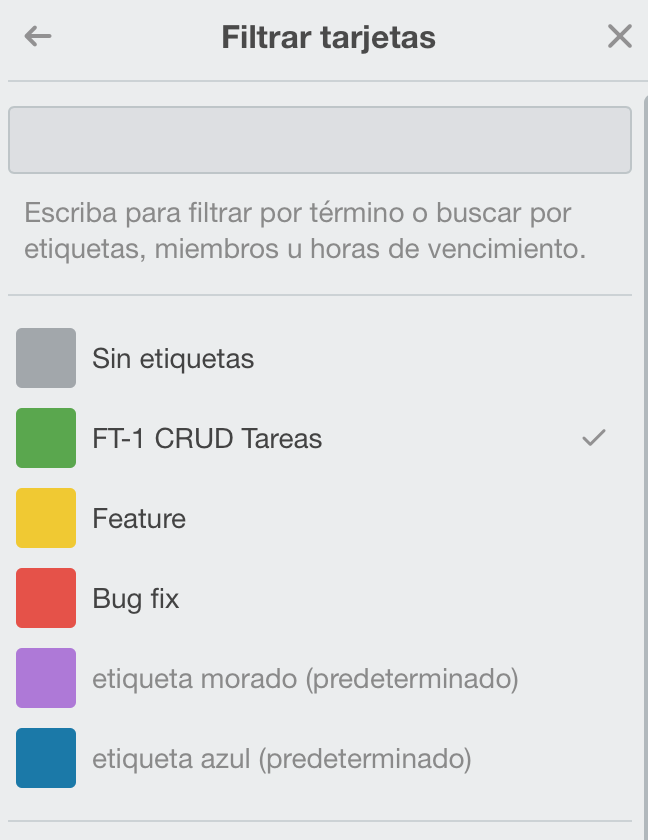 Filtrar tarjetas
Escriba para filtrar por término o buscar por
etiquetas, miembros u horas de vencimiento.
Sin etiquetas
FT-1 CRUD Tareas
Feature
Bug fix
etiqueta morado (predeterminado)
etiqueta azul (predeterminado)